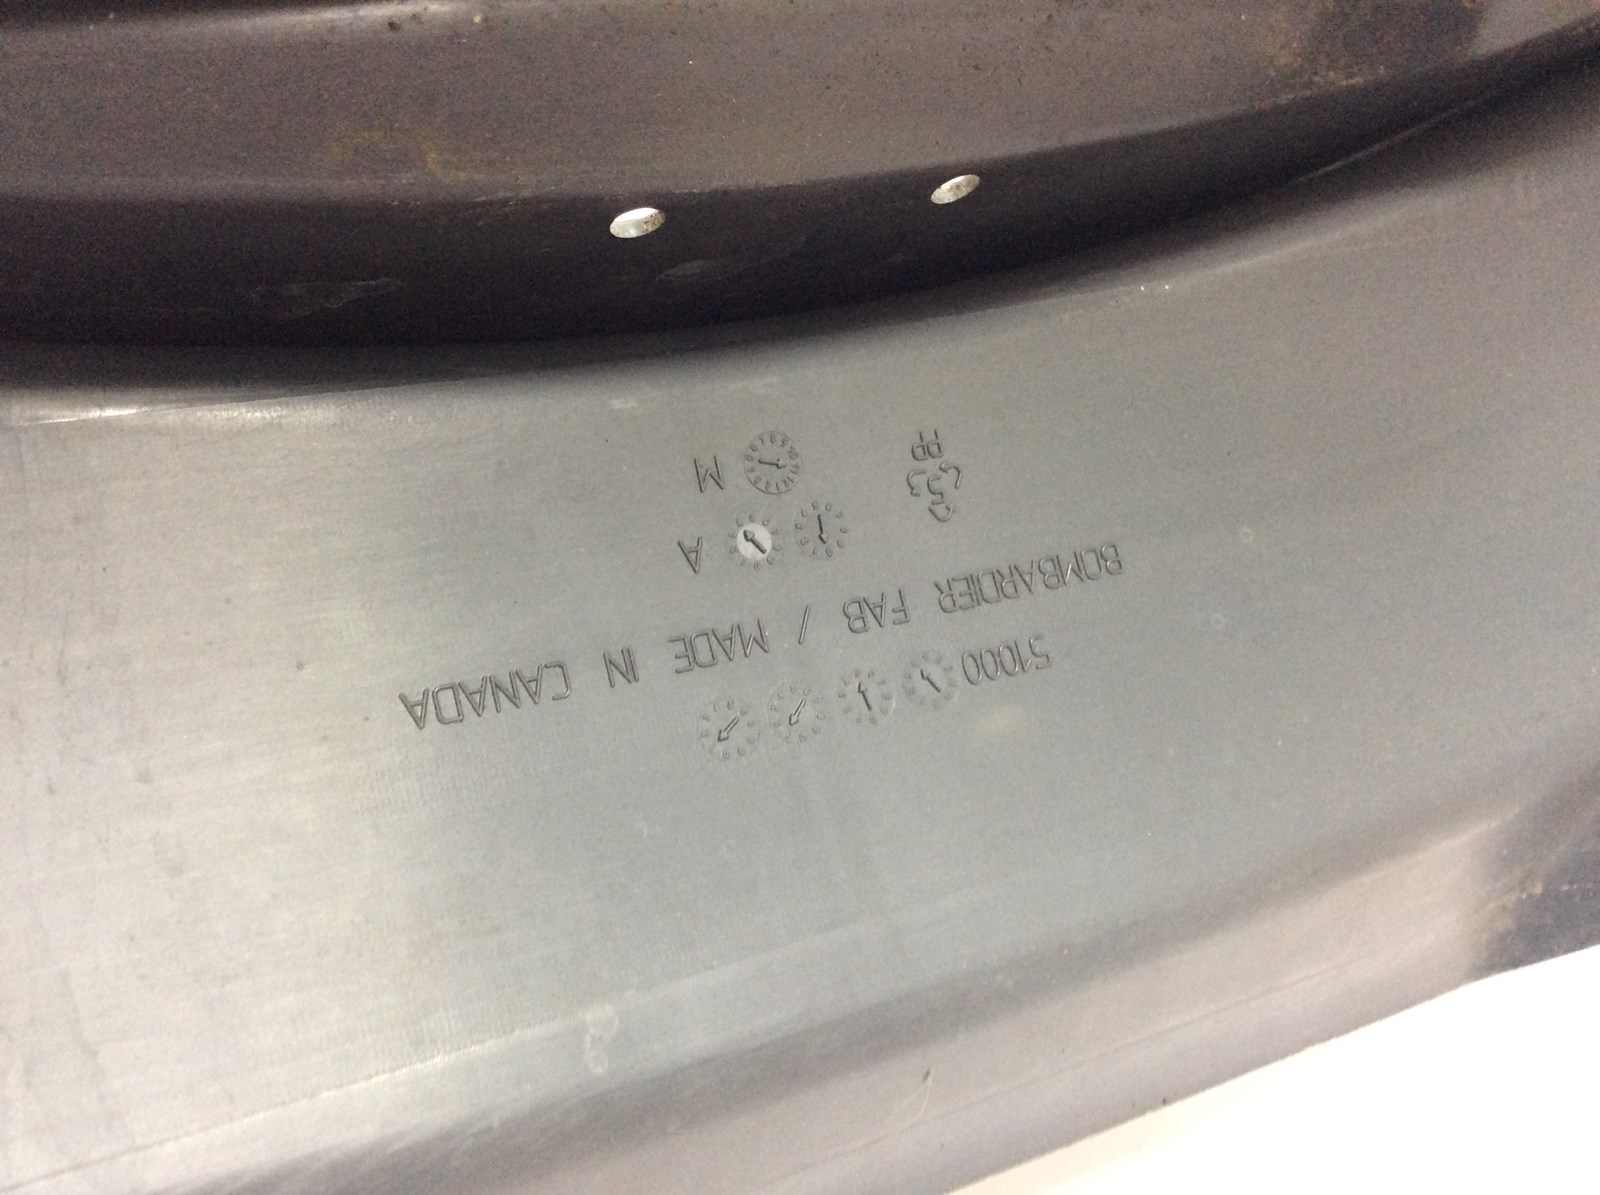 51000
BOMBARDIER FAB / MADE IN CANADA
A
M
5
PP